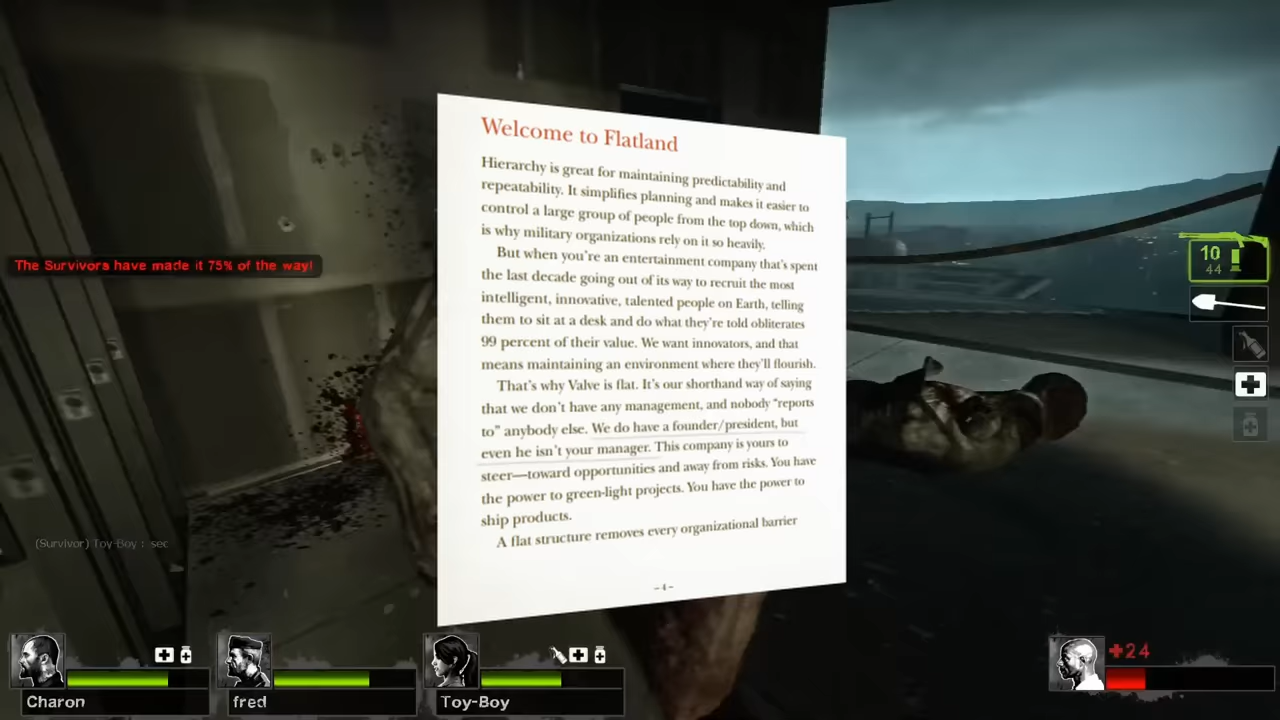 Welcome to Flatland
Hierarchy is great for maintaining predictability and
repeatability. It simplifies planning and makes it easier to
control a large group of people from the top down, which
is why military organizations rely on it so heavily.
But when you're an entertainment company that's spent
the last decade going out of its way to recruit the most
intelligent, innovative, talented people on Earth, telling
them to sit at a desk and do what they're told obliterates
99 percent of their value. We want innovators, and that
means maintaining an environment where they'll flourish.
That's why Valve is flat. It's our shorthand way of saying
that we don't have any management, and nobody “reports
to” anybody else. We do have a founder/president, but
even he isn't your manager. This company is yours to
steer—toward opportunities and away from risks. You have
the power to green-light projects. You have the power to
ship products.
A flat structure removes every organizational barrier
–4–
The Survivors have made it 75% of the way!
10
44
(Survivor) Toy-Boy : sec
Charon
fred
Toy-Boy
+24